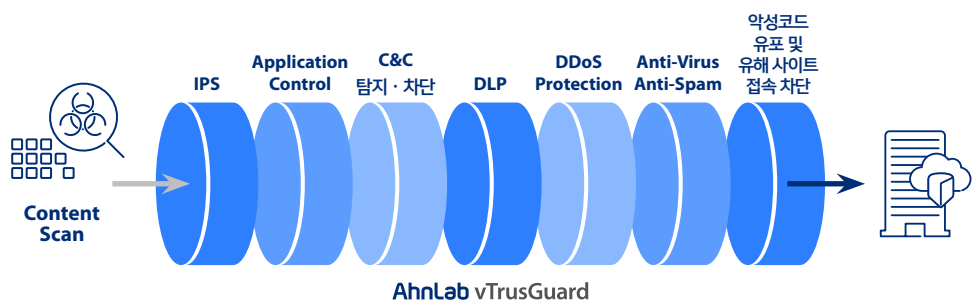 Content
Scan
IPS
Application
Control
C&C
탐지 · 차단
DLP
DDoS
Protection
Anti-Virus
Anti-Spam
악성코드
유포 및
유해 사이트
접속 차단
AhnLab vTrusGuard